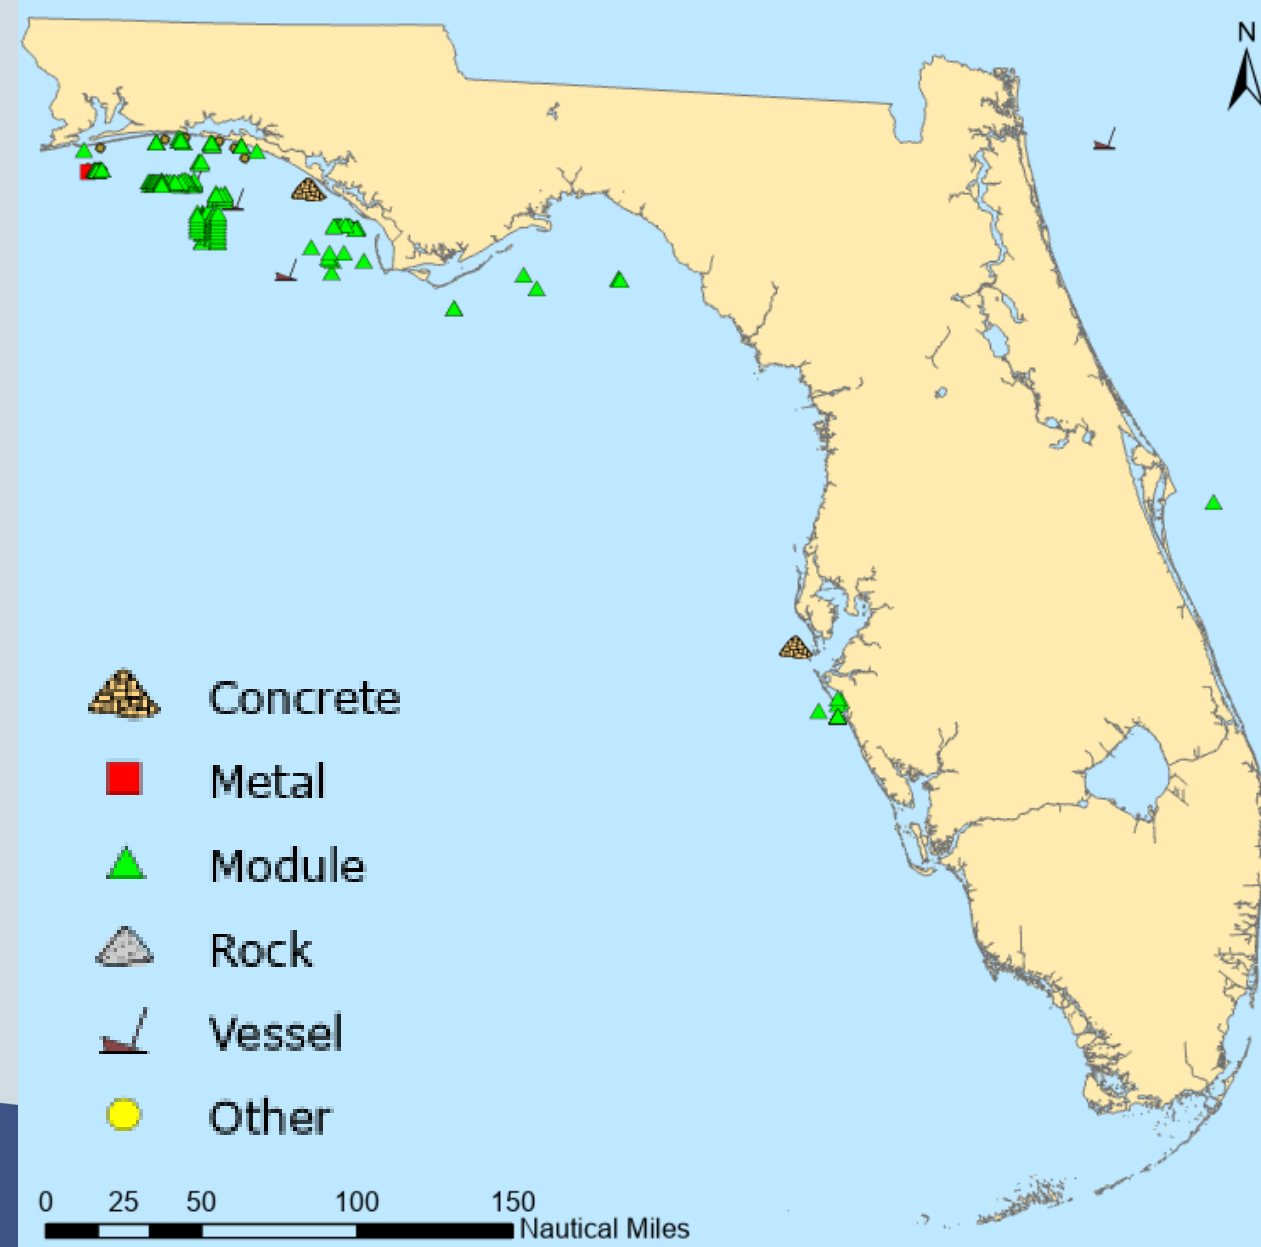 N
Concrete
Metal
Module
Rock
Vessel
Other
0 25 50 100 150
Nautical Miles